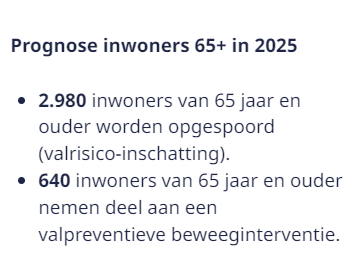 Prognose inwoners 65+ in 2025
• 2.980 inwoners van 65 jaar en
ouder worden opgespoord
(valrisico-inschatting).
• 640 inwoners van 65 jaar en ouder
nemen deel aan een
valpreventieve beweeginterventie.